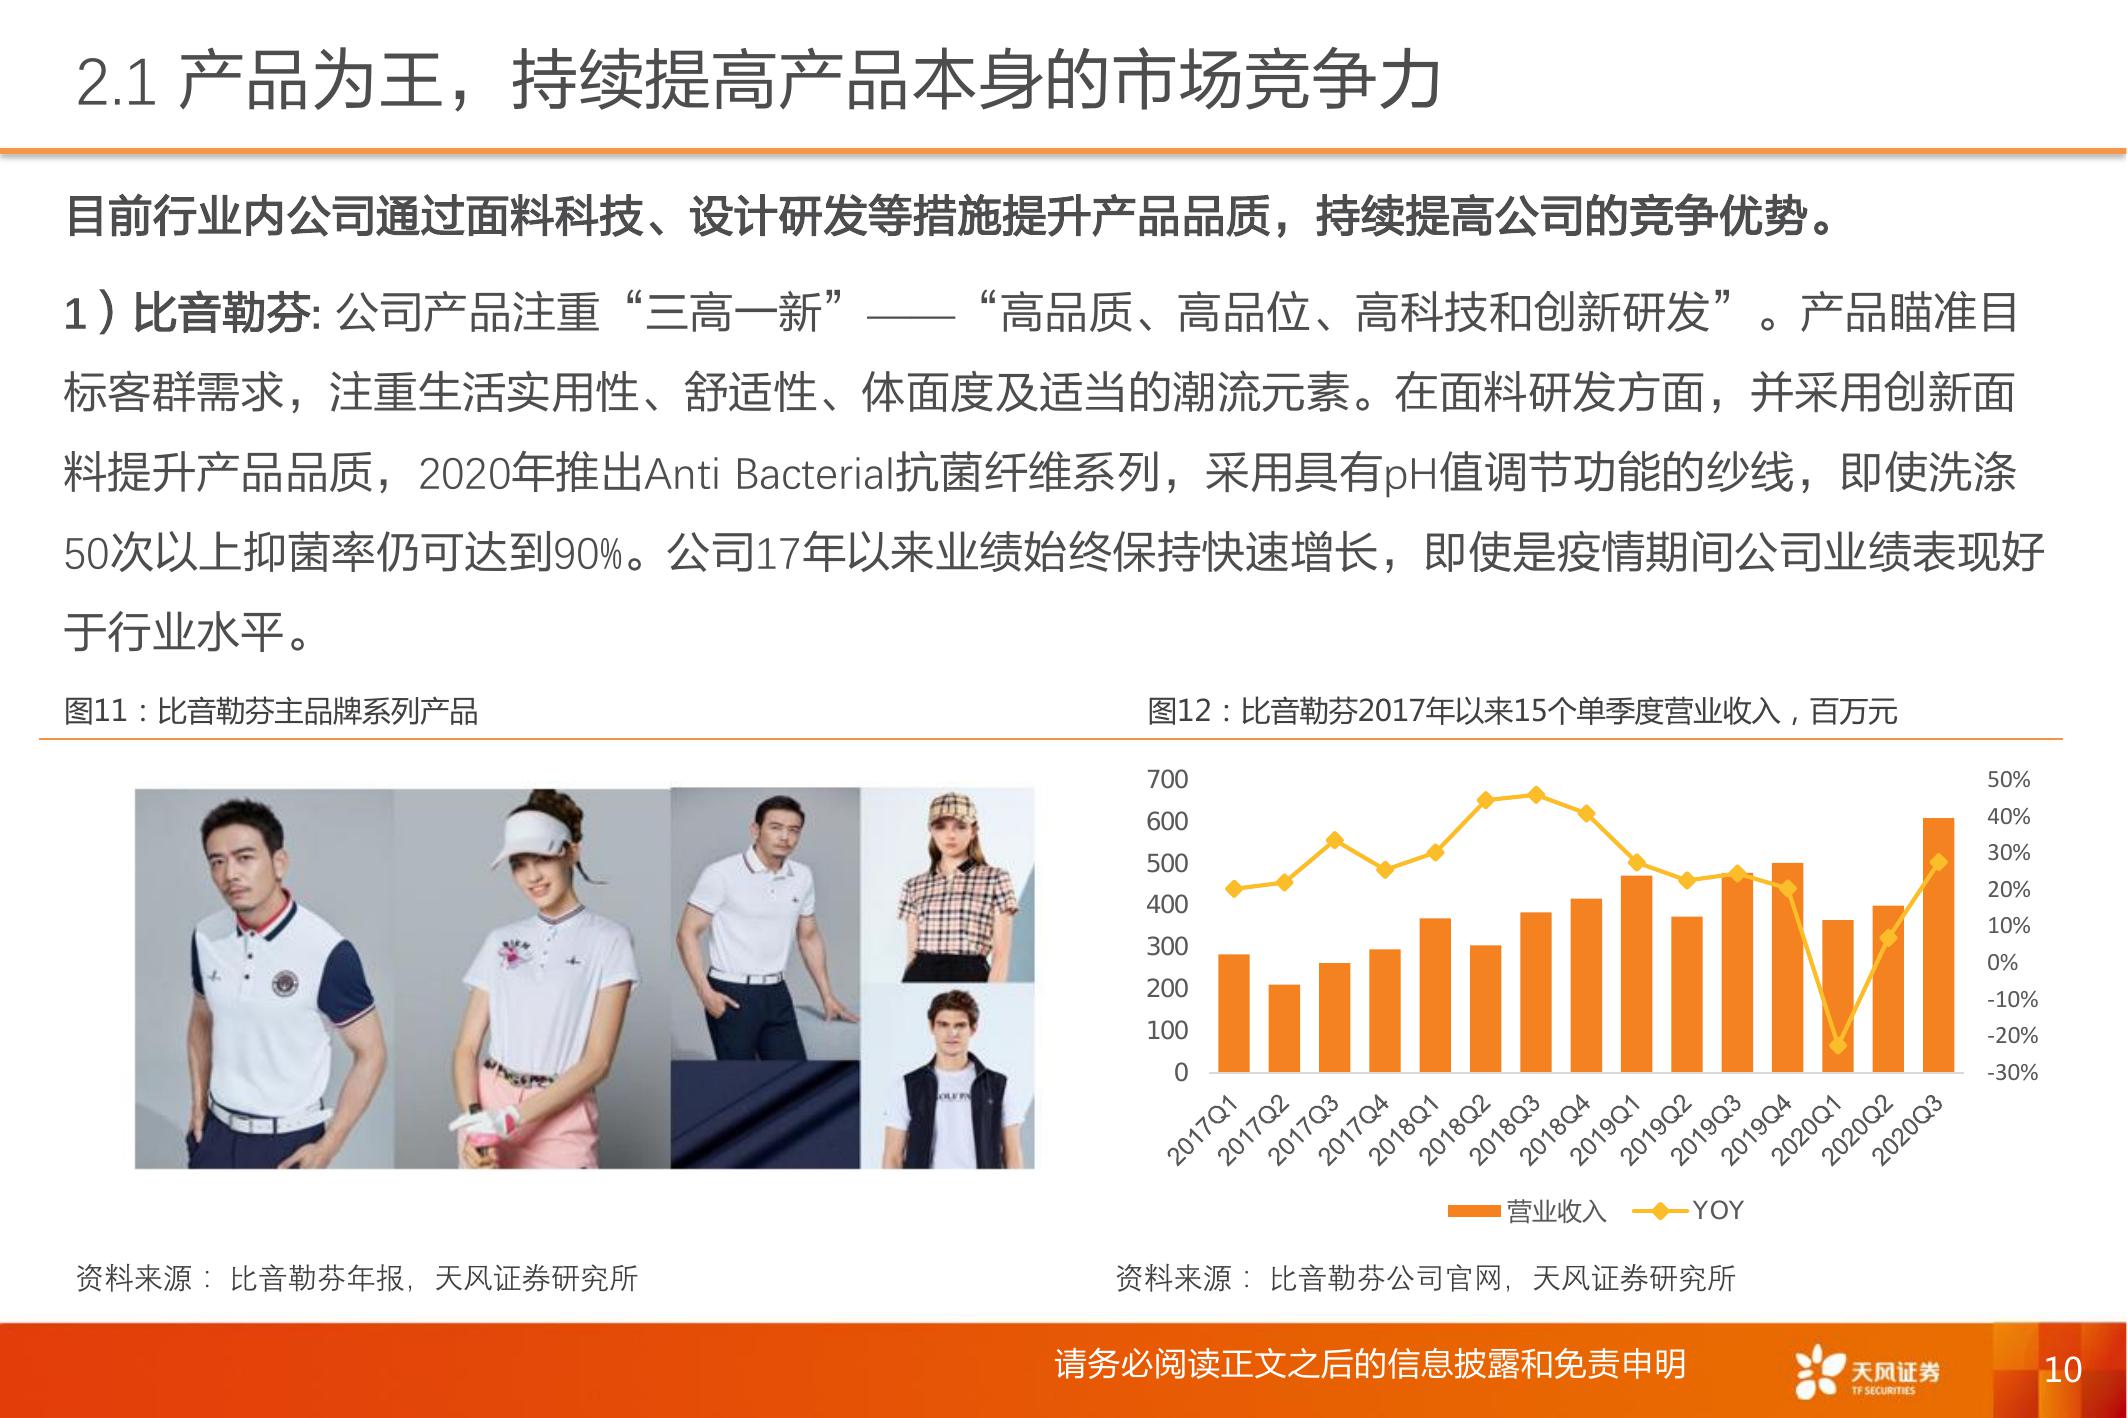 2.1 产品为王，持续提高产品本身的市场竞争力
目前行业内公司通过面料科技、设计研发等措施提升产品品质，持续提高公司的竞争优势。
1）比音勒芬: 公司产品注重“三高一新”——“高品质、高品位、高科技和创新研发”。产品瞄准目
标客群需求，注重生活实用性、舒适性、体面度及适当的潮流元素。在面料研发方面，并采用创新面
料提升产品品质，2020年推出Anti Bacterial抗菌纤维系列，采用具有pH值调节功能的纱线，即使洗涤
50次以上抑菌率仍可达到90%。公司17年以来业绩始终保持快速增长，即使是疫情期间公司业绩表现好
于行业水平。
图11：比音勒芬主品牌系列产品
图12：比音勒芬2017年以来15个单季度营业收入，百万元
700
600
500
400
300
200
100
0
50%
40%
30%
20%
10%
0%
-10%
-20%
-30%
2017Q1
2017Q2
2017Q3
2017Q4
2018Q1
2018Q2
2018Q3
2018Q4
2019Q1
2019Q2
2019Q3
2019Q4
2020Q1
2020Q2
2020Q3
营业收入
YOY
资料来源：比音勒芬年报，天风证券研究所
资料来源：比音勒芬公司官网，天风证券研究所
请务必阅读正文之后的信息披露和免责申明
天风证券
TF SECURITIES
10